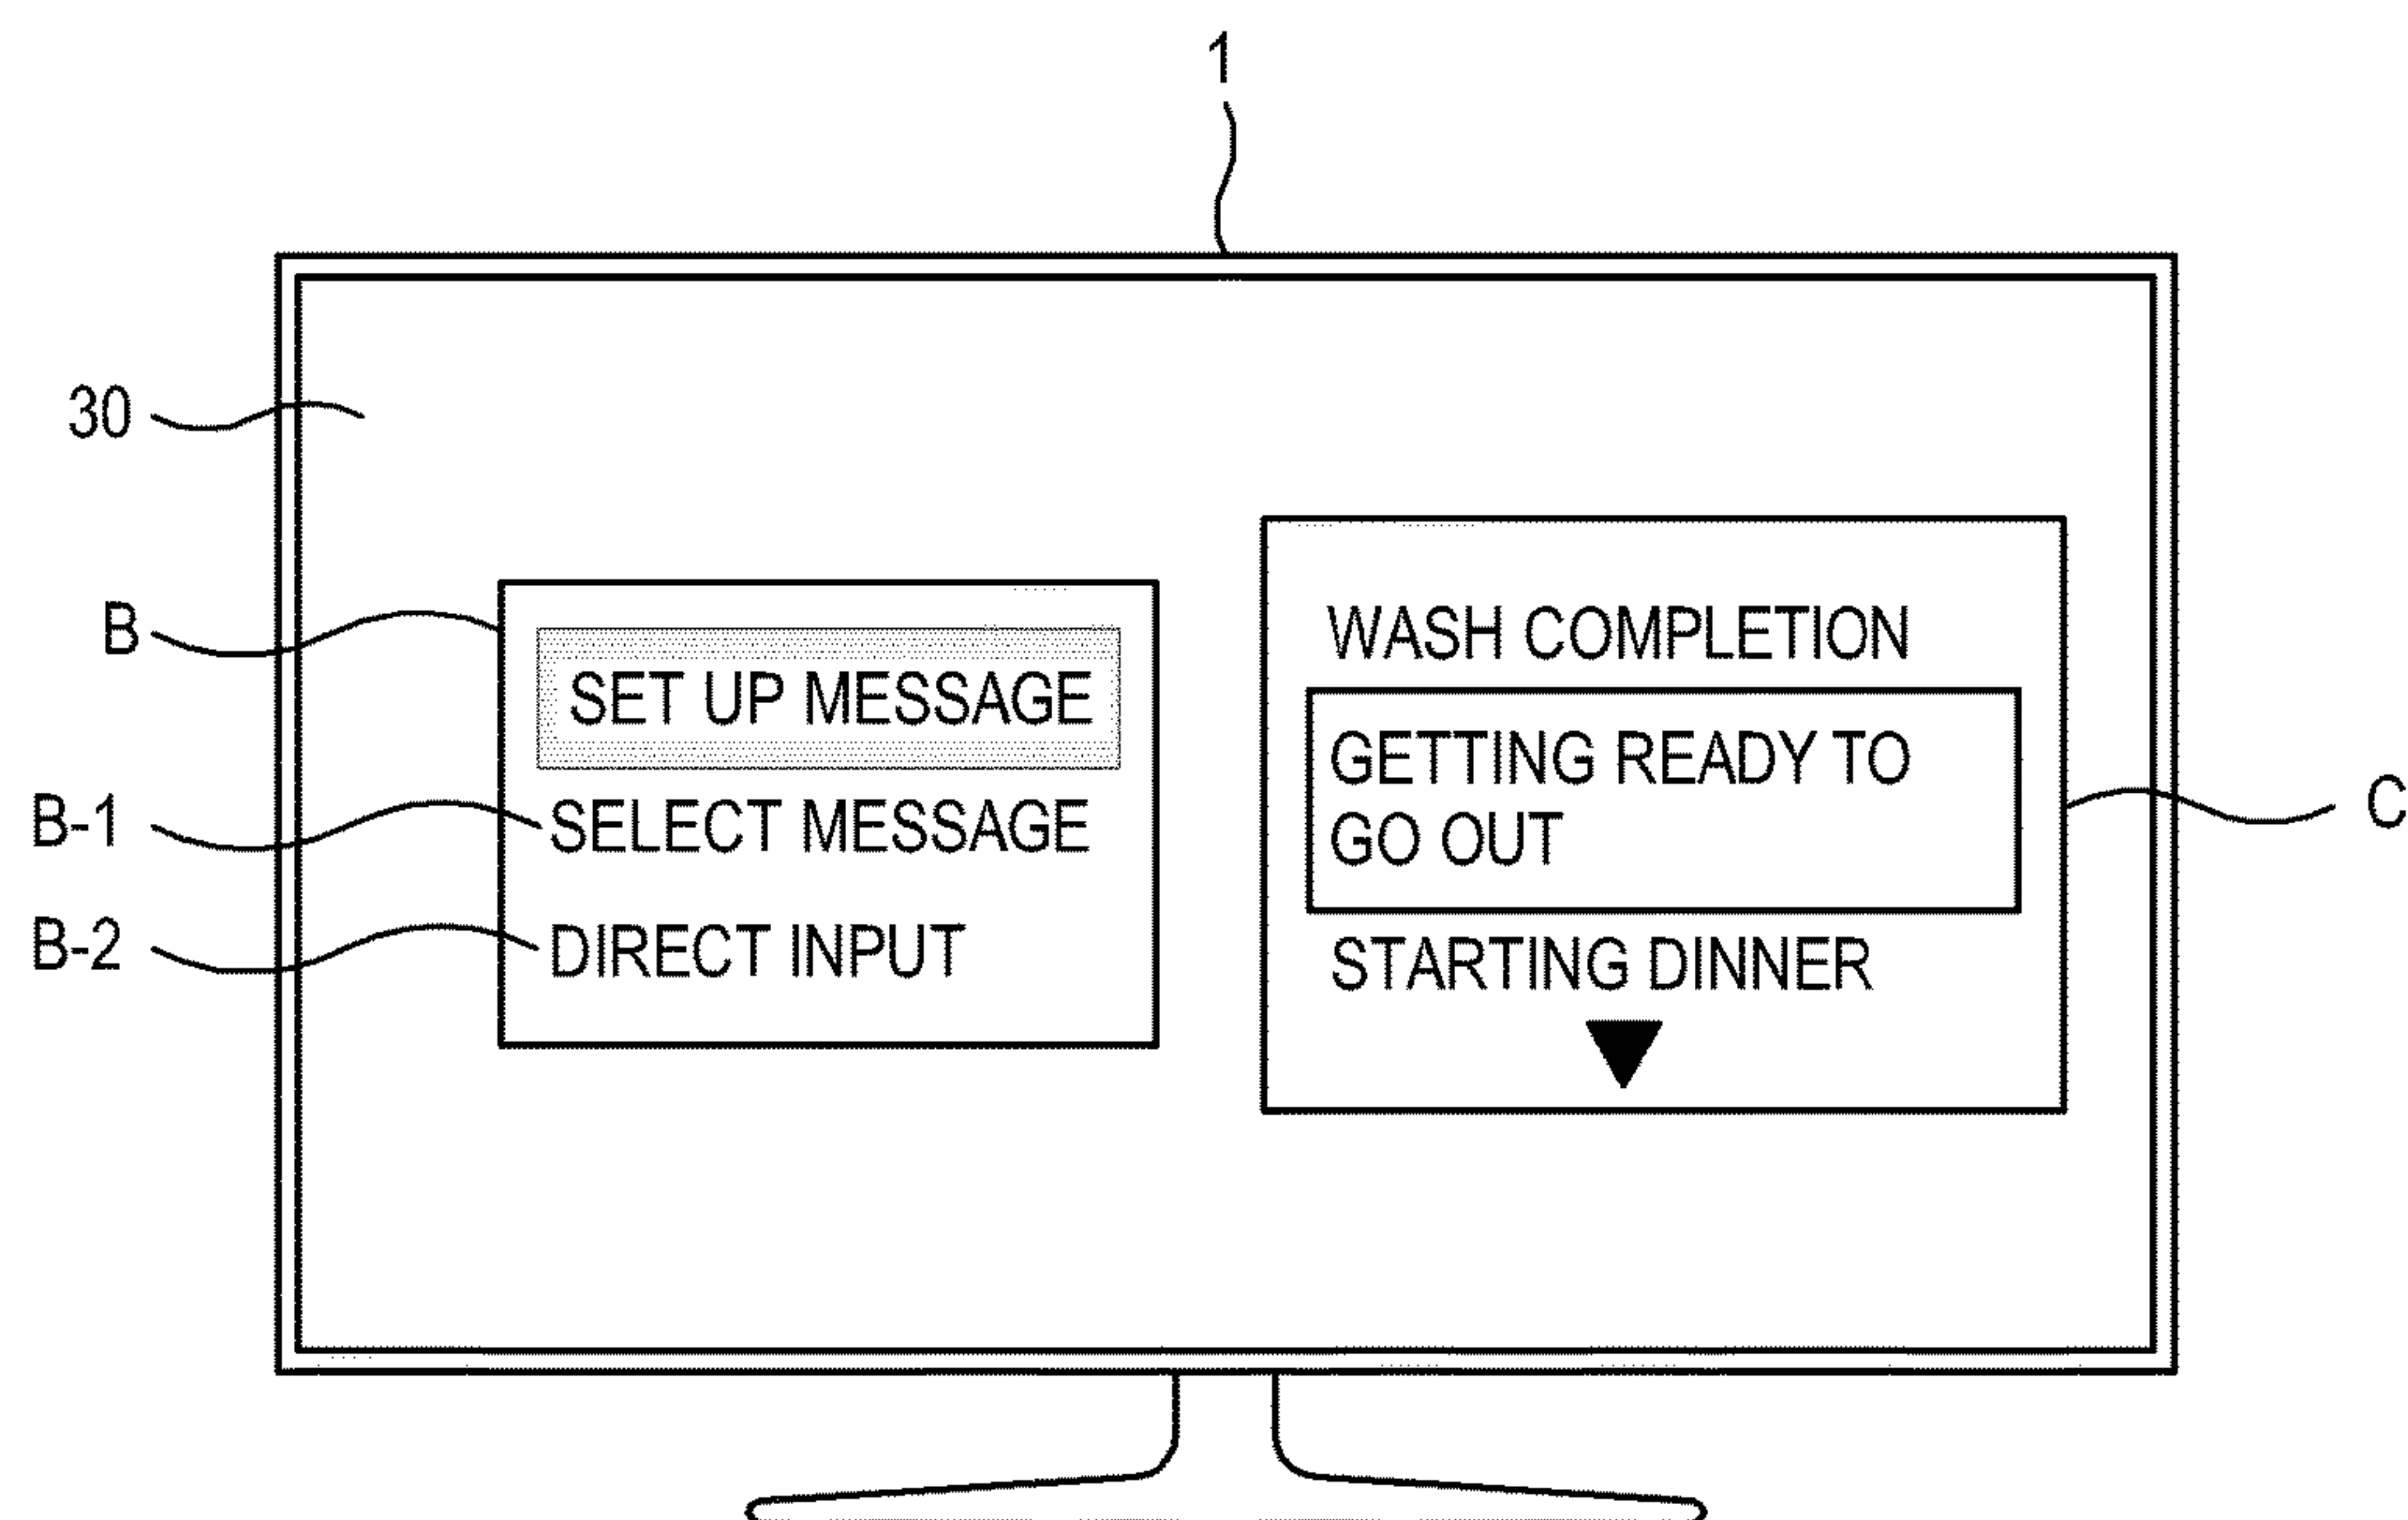 1
30
B
SET UP MESSAGE
B-1
SELECT MESSAGE
B-2
DIRECT INPUT
WASH COMPLETION
GETTING READY TO
GO OUT
STARTING DINNER
C